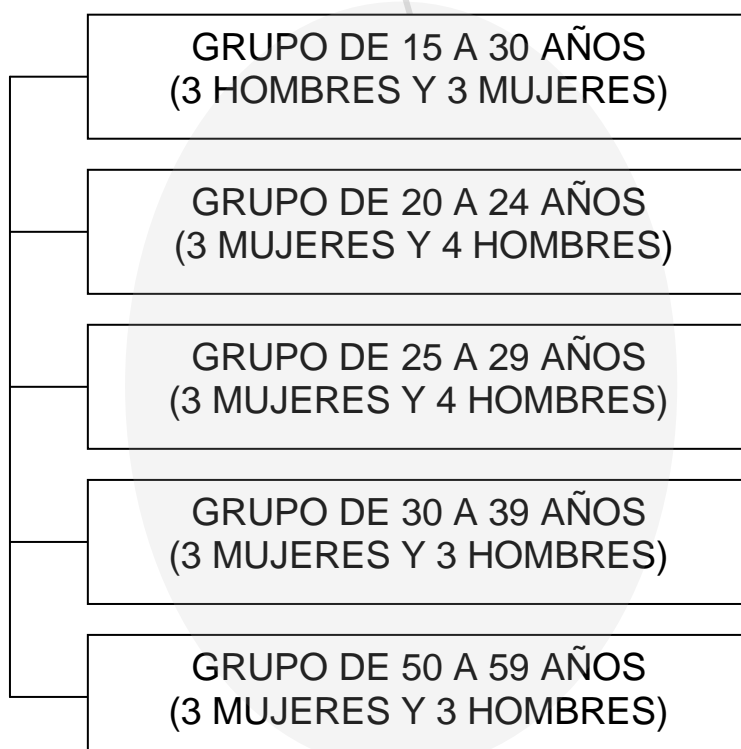 GRUPO DE 15 A 30 AÑOS
(3 HOMBRES Y 3 MUJERES)
GRUPO DE 20 A 24 AÑOS
(3 MUJERES Y 4 HOMBRES)
GRUPO DE 25 A 29 AÑOS
(3 MUJERES Y 4 HOMBRES)
GRUPO DE 30 A 39 AÑOS
(3 MUJERES Y 3 HOMBRES)
GRUPO DE 50 A 59 AÑOS
(3 MUJERES Y 3 HOMBRES)